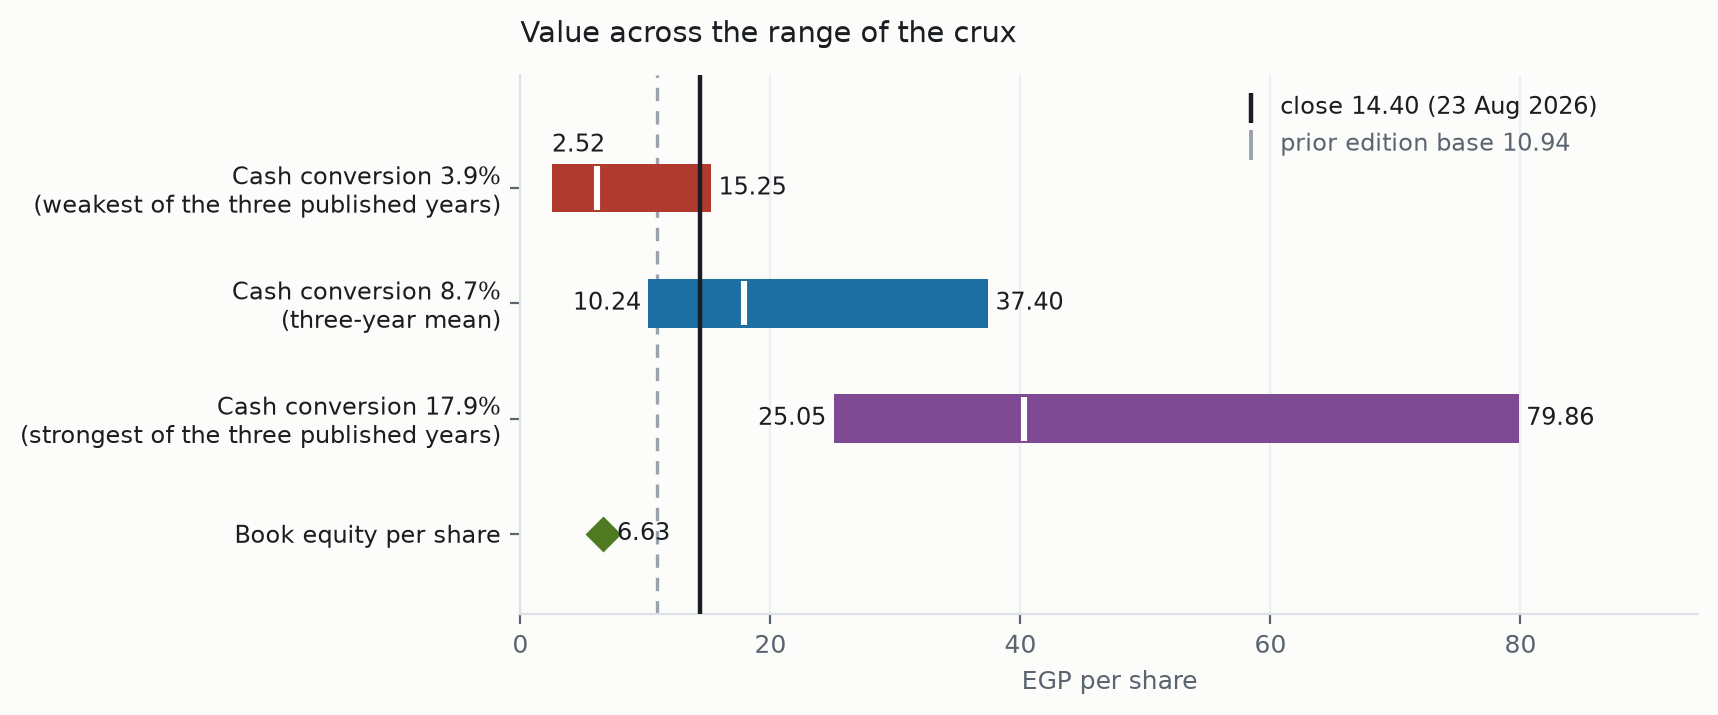 Value across the range of the crux
close 14.40 (23 Aug 2026)
prior edition base 10.94
2.52
Cash conversion 3.9%
(weakest of the three published years)
15.25
Cash conversion 8.7%
(three-year mean)
10.24
37.40
Cash conversion 17.9%
(strongest of the three published years)
25.05
79.86
Book equity per share
6.63
0
20
40
60
80
EGP per share